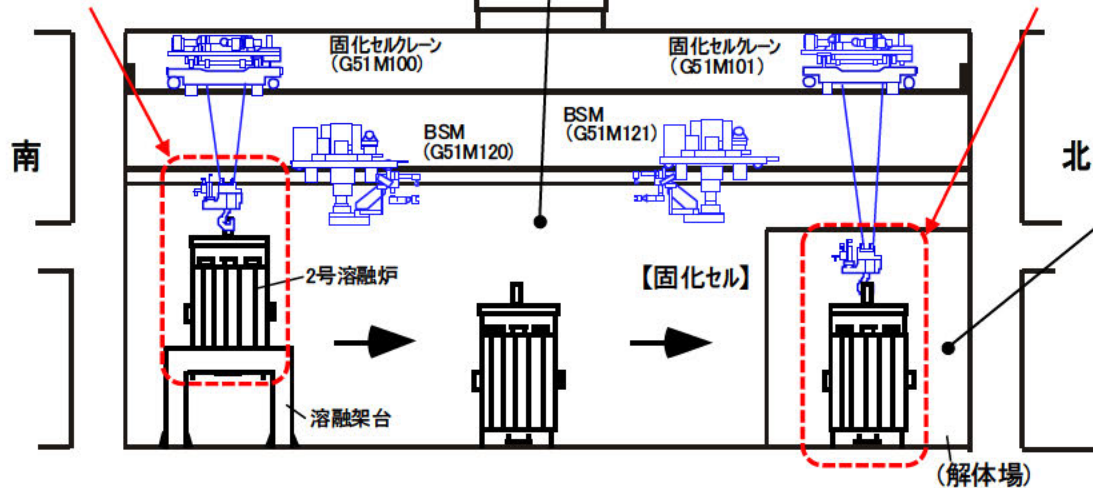 固化セルクレーン
(G51M100)
固化セルクレーン
(G51M101)
BSM
(G51M120)
BSM
(G51M121)
南
北
2号溶融炉
【固化セル】
溶融架台
(解体場)